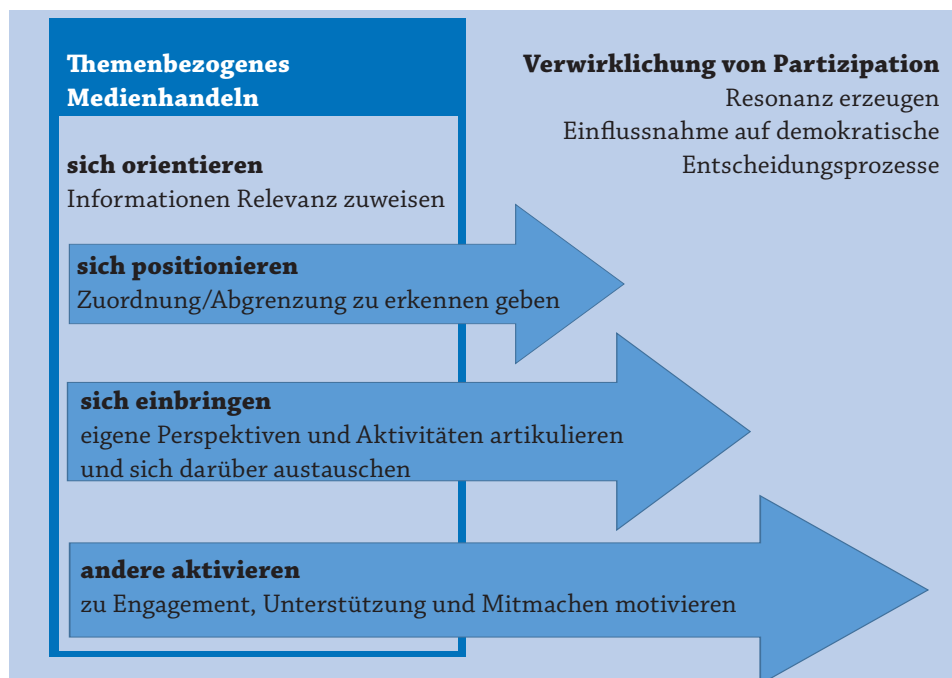 Themenbezogenes
Medienhandeln
Verwirklichung von Partizipation
Resonanz erzeugen
Einflussnahme auf demokratische
Entscheidungsprozesse
sich orientieren
Informationen Relevanz zuweisen
sich positionieren
Zuordnung/Abgrenzung zu erkennen geben
sich einbringen
eigene Perspektiven und Aktivitäten artikulieren
und sich darüber austauschen
andere aktivieren
zu Engagement, Unterstützung und Mitmachen motivieren